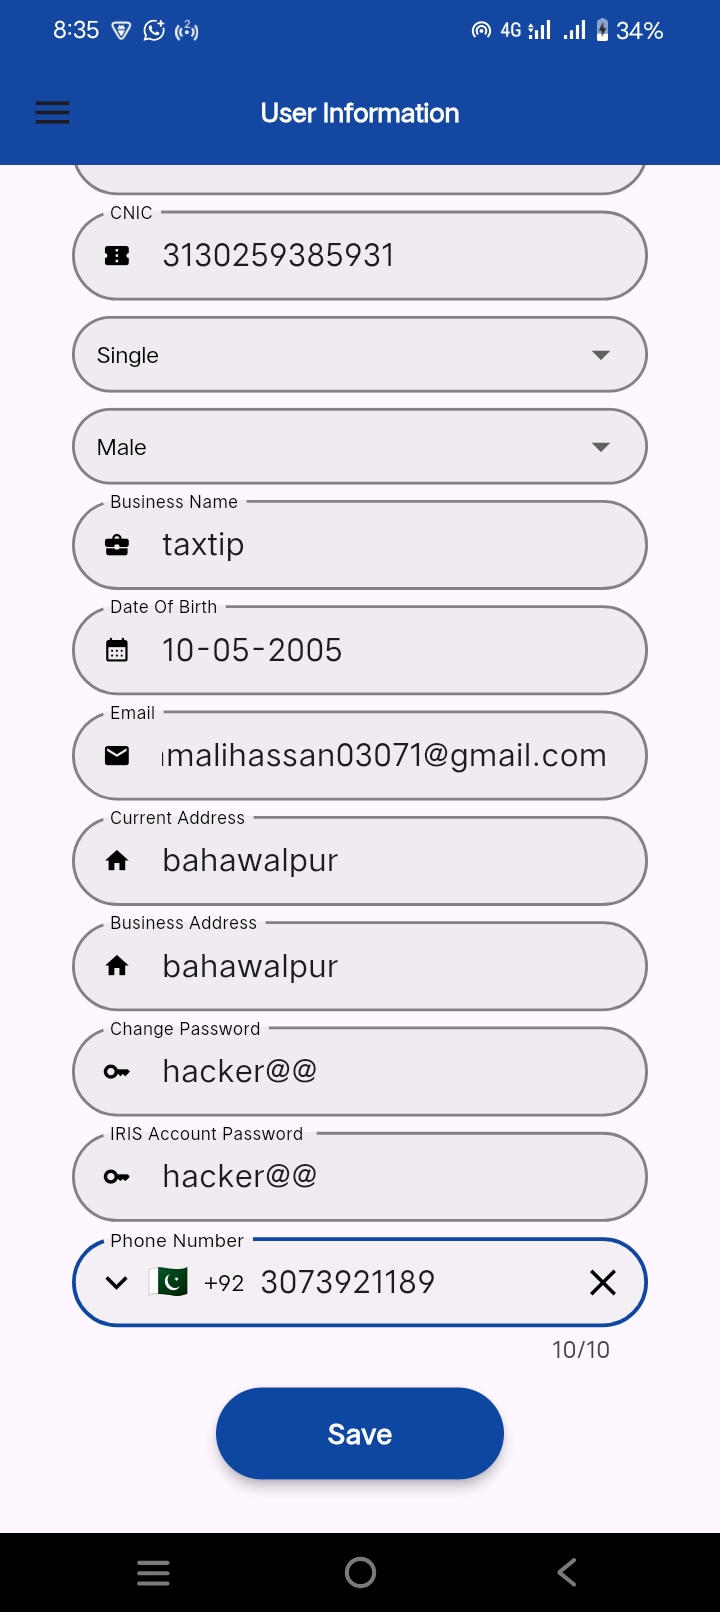 8:35 2 4G 34%
User Information
CNIC
3130259385931
Single
Male
Business Name
taxtip
Date Of Birth
10-05-2005
Email
malihassan03071@gmail.com
Current Address
bahawalpur
Business Address
bahawalpur
Change Password
hacker@@
IRIS Account Password
hacker@@
Phone Number
+92 3073921189
10/10
Save